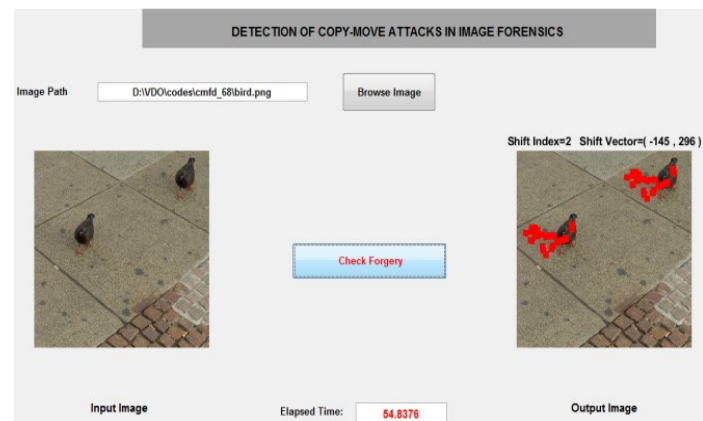 DETECTION OF COPY-MOVE ATTACKS IN IMAGE FORENSICS
Image Path
D:\VDO\codes\cmfd_68\bird.png
Browse Image
Shift Index=2 Shift Vector=( -145 , 296 )
Check Forgery
Input Image
Elapsed Time:
54.8376
Output Image